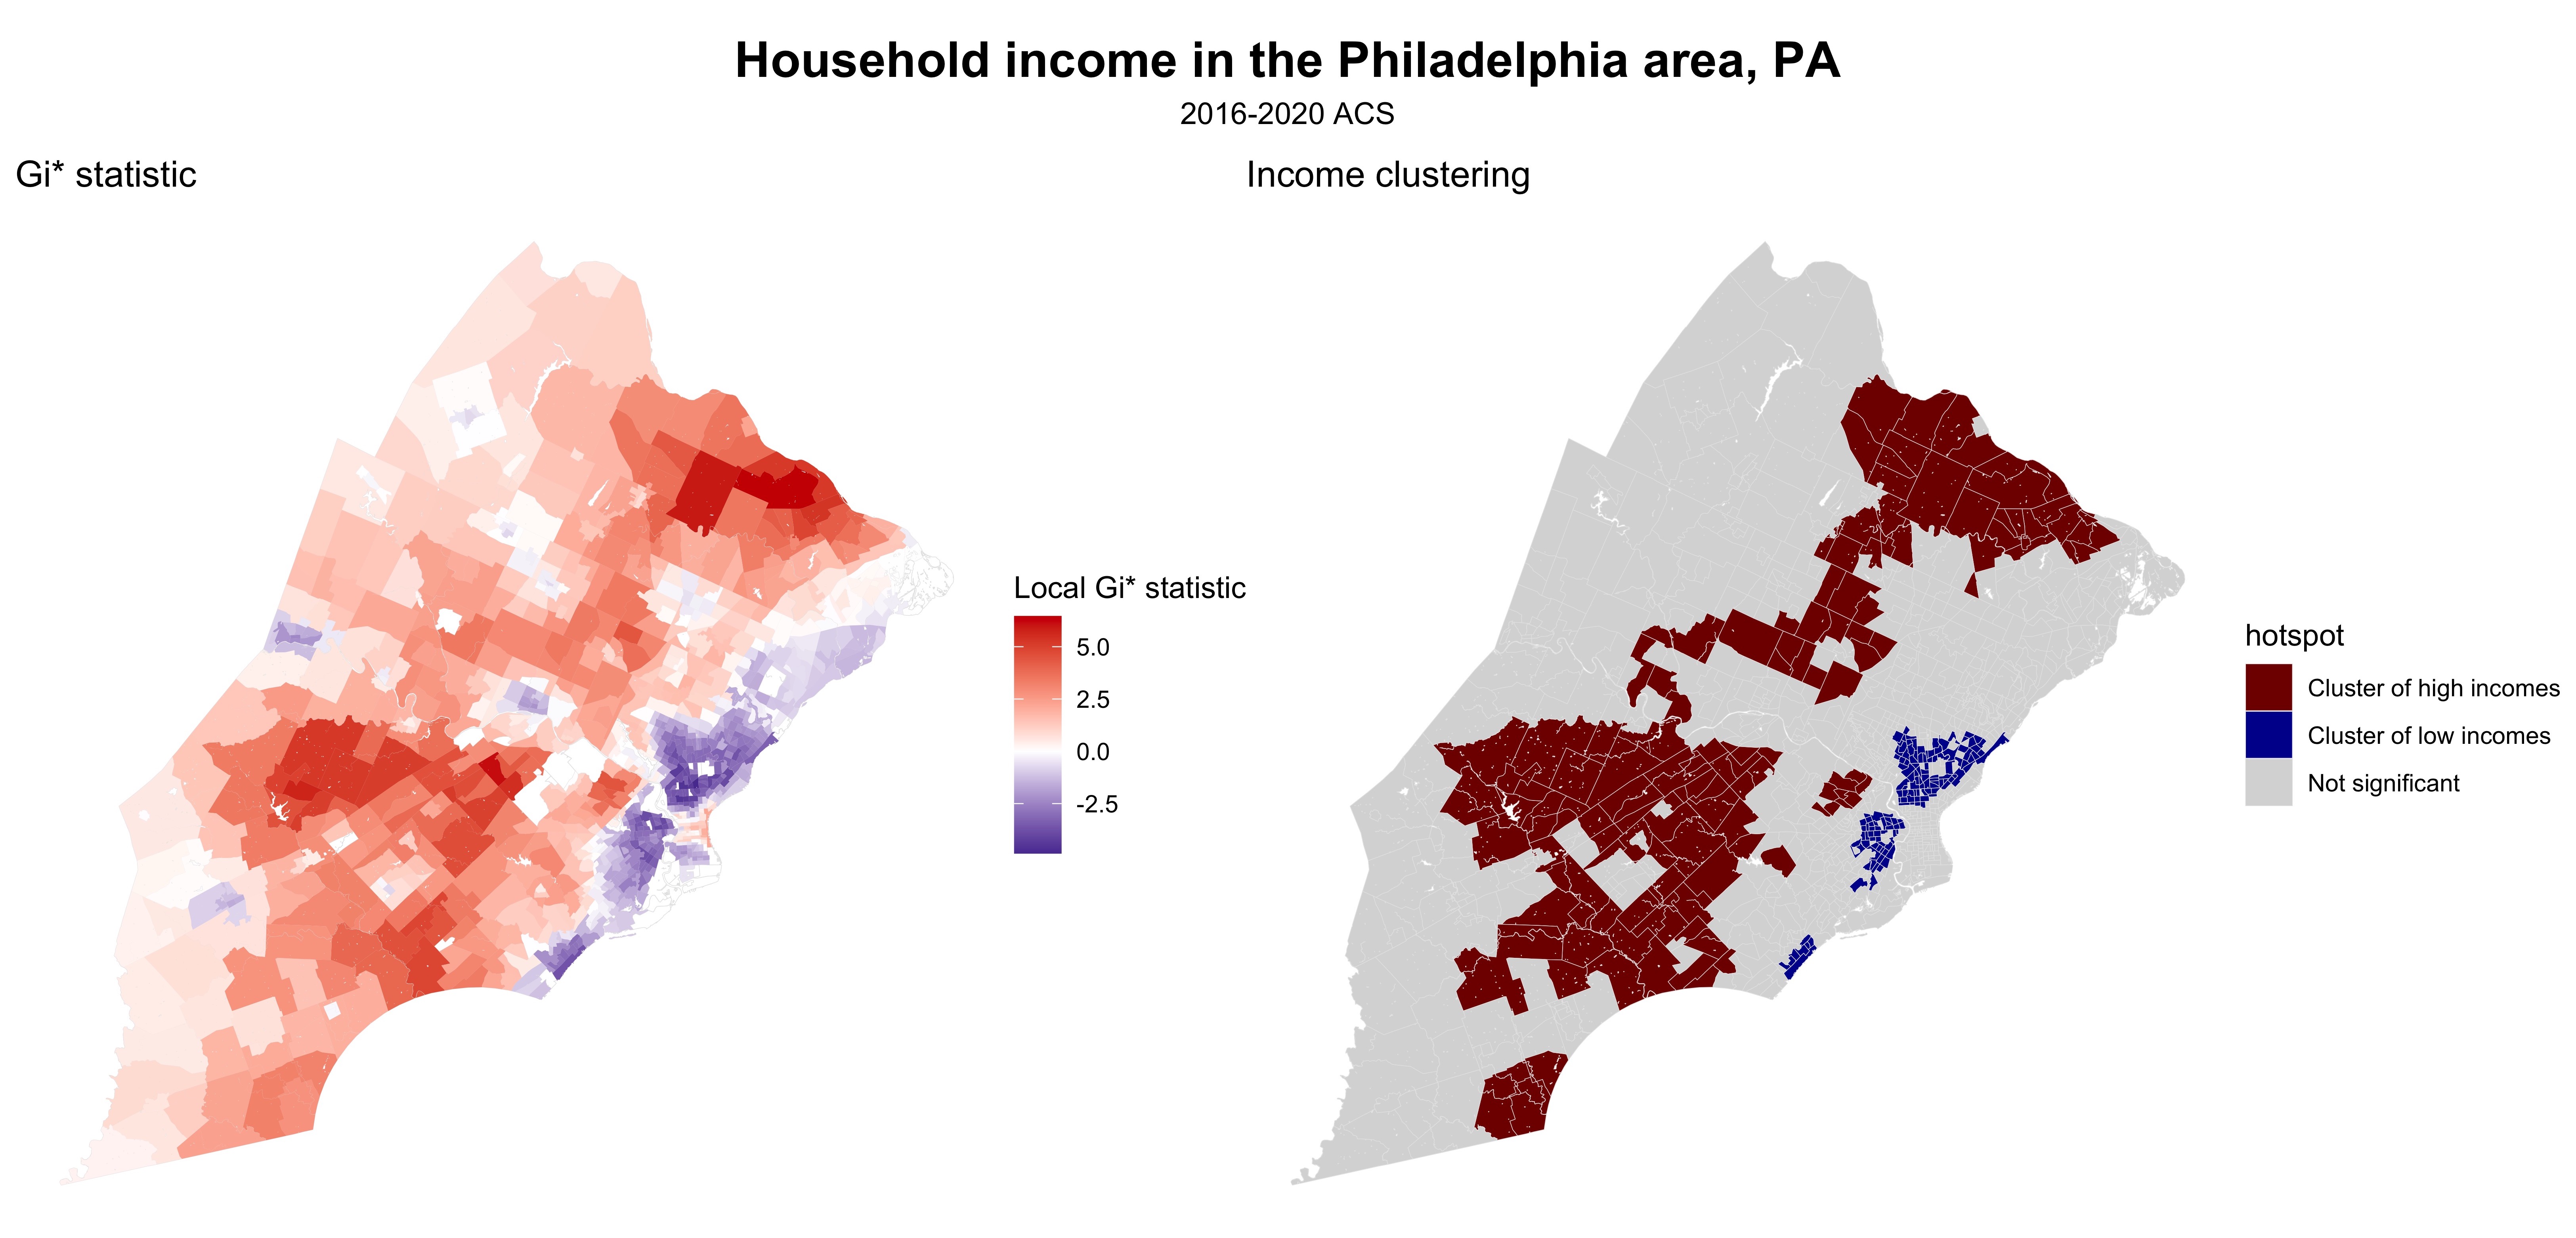 Household income in the Philadelphia area, PA
2016-2020 ACS
Gi* statistic
Income clustering
Local Gi* statistic
5.0
2.5
0.0
-2.5
hotspot
Cluster of high incomes
Cluster of low incomes
Not significant